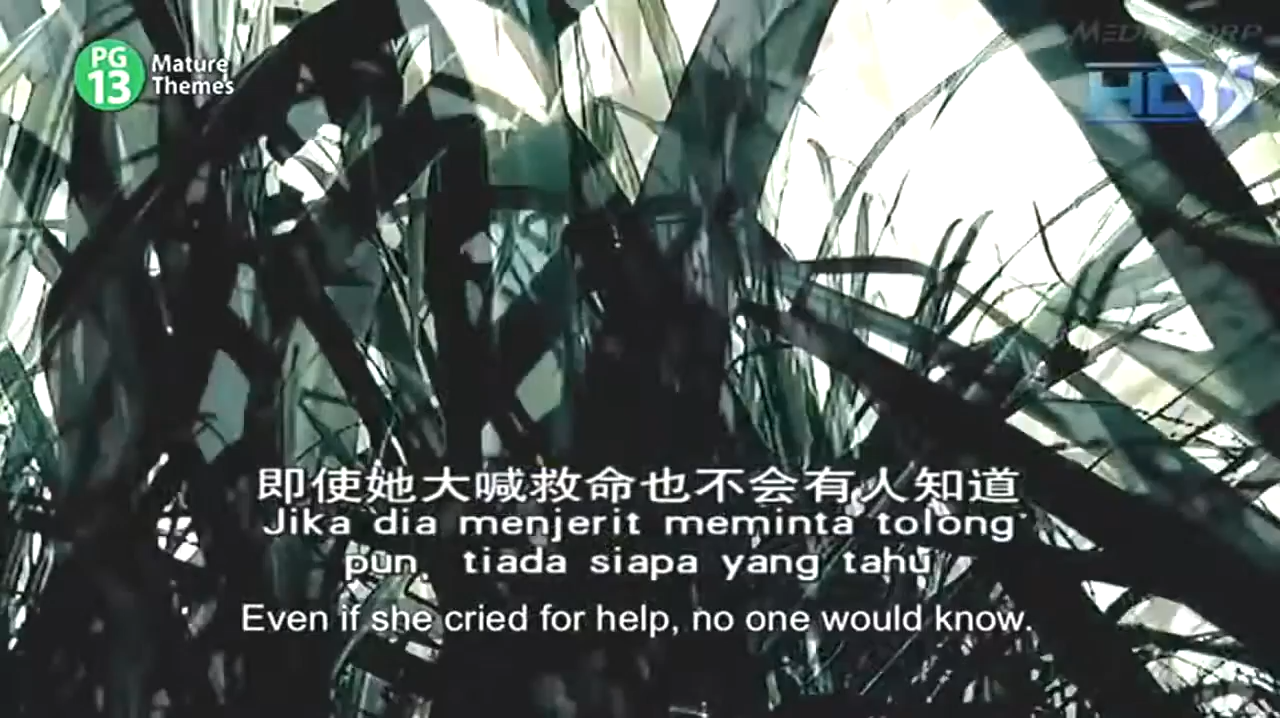 PG
13
Mature
Themes
MEDIACORP
HD5
即使她大喊救命也不会有人知道
Jika dia menjerit meminta tolong
pun, tiada siapa yang tahu
Even if she cried for help, no one would know.